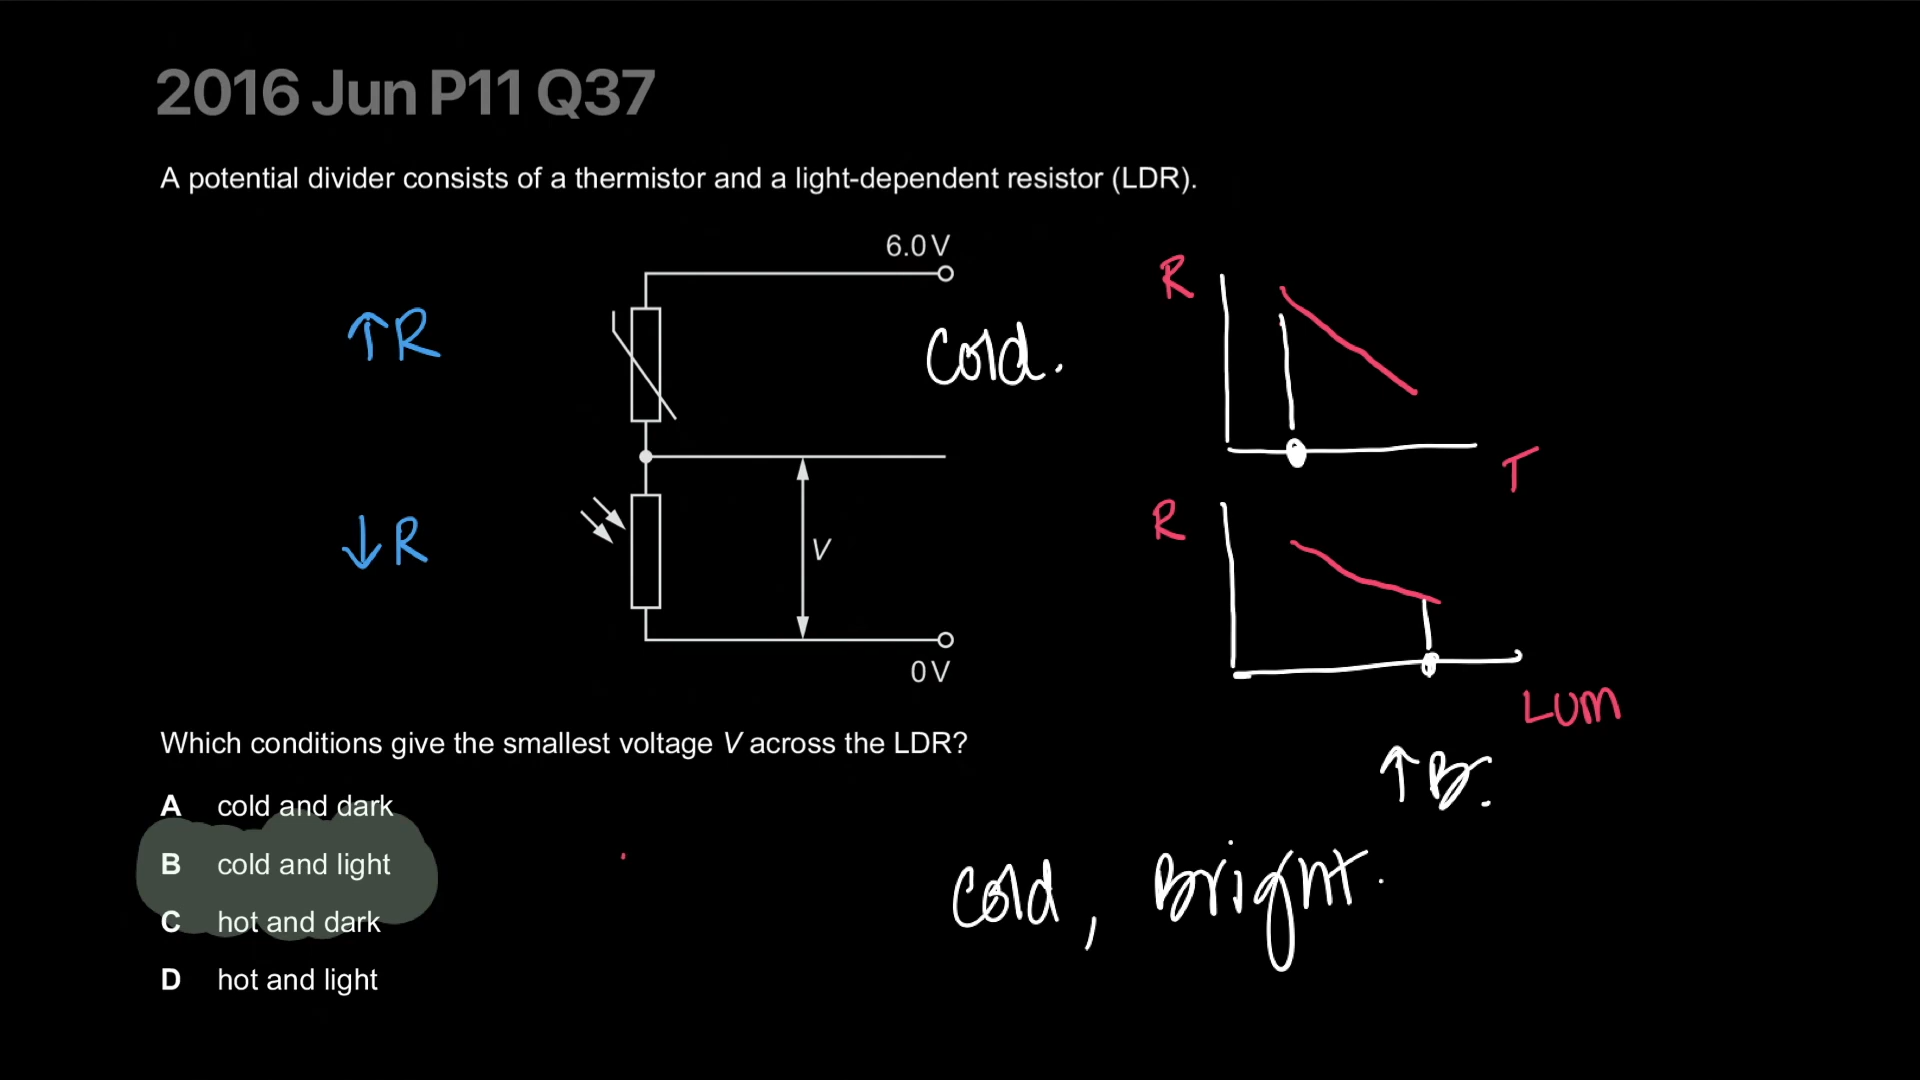 2016 Jun P11 Q37
A potential divider consists of a thermistor and a light-dependent resistor (LDR).
6.0 V
R
↑R
Cold.
T
R
↓R
V
0 V
LUM
Which conditions give the smallest voltage V across the LDR?
↑B.
A cold and dark
B cold and light
Cold, Bright.
C hot and dark
D hot and light